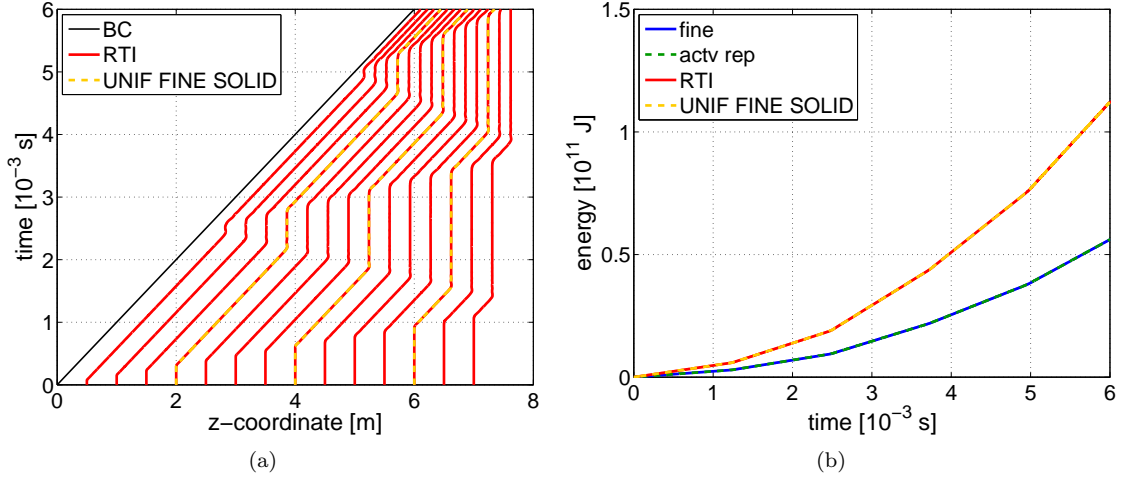 BC
RTI
UNIF FINE SOLID
6
5
4
3
2
1
0
time [10⁻³ s]
0 2 4 6 8
z−coordinate [m]
(a)
fine
actv rep
RTI
UNIF FINE SOLID
1.5
1
0.5
0
energy [10¹¹ J]
0 1 2 3 4 5 6
time [10⁻³ s]
(b)